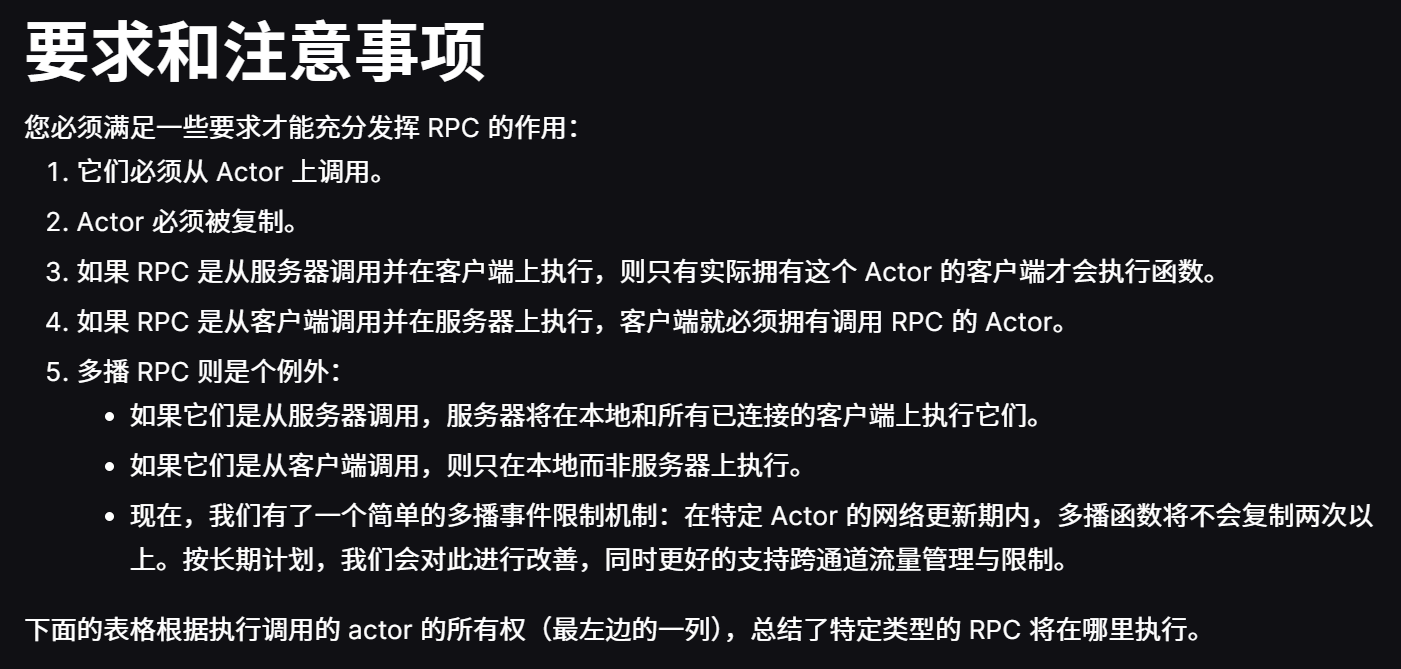 要求和注意事项
您必须满足一些要求才能充分发挥 RPC 的作用：
1. 它们必须从 Actor 上调用。
2. Actor 必须被复制。
3. 如果 RPC 是从服务器调用并在客户端上执行，则只有实际拥有这个 Actor 的客户端才会执行函数。
4. 如果 RPC 是从客户端调用并在服务器上执行，客户端就必须拥有调用 RPC 的 Actor。
5. 多播 RPC 则是个例外：
• 如果它们是从服务器调用，服务器将在本地和所有已连接的客户端上执行它们。
• 如果它们是从客户端调用，则只在本地而非服务器上执行。
• 现在，我们有了一个简单的多播事件限制机制：在特定 Actor 的网络更新期内，多播函数将不会复制两次以
上。按长期计划，我们会对此进行改善，同时更好的支持跨通道流量管理与限制。
下面的表格根据执行调用的 actor 的所有权（最左边的一列），总结了特定类型的 RPC 将在哪里执行。